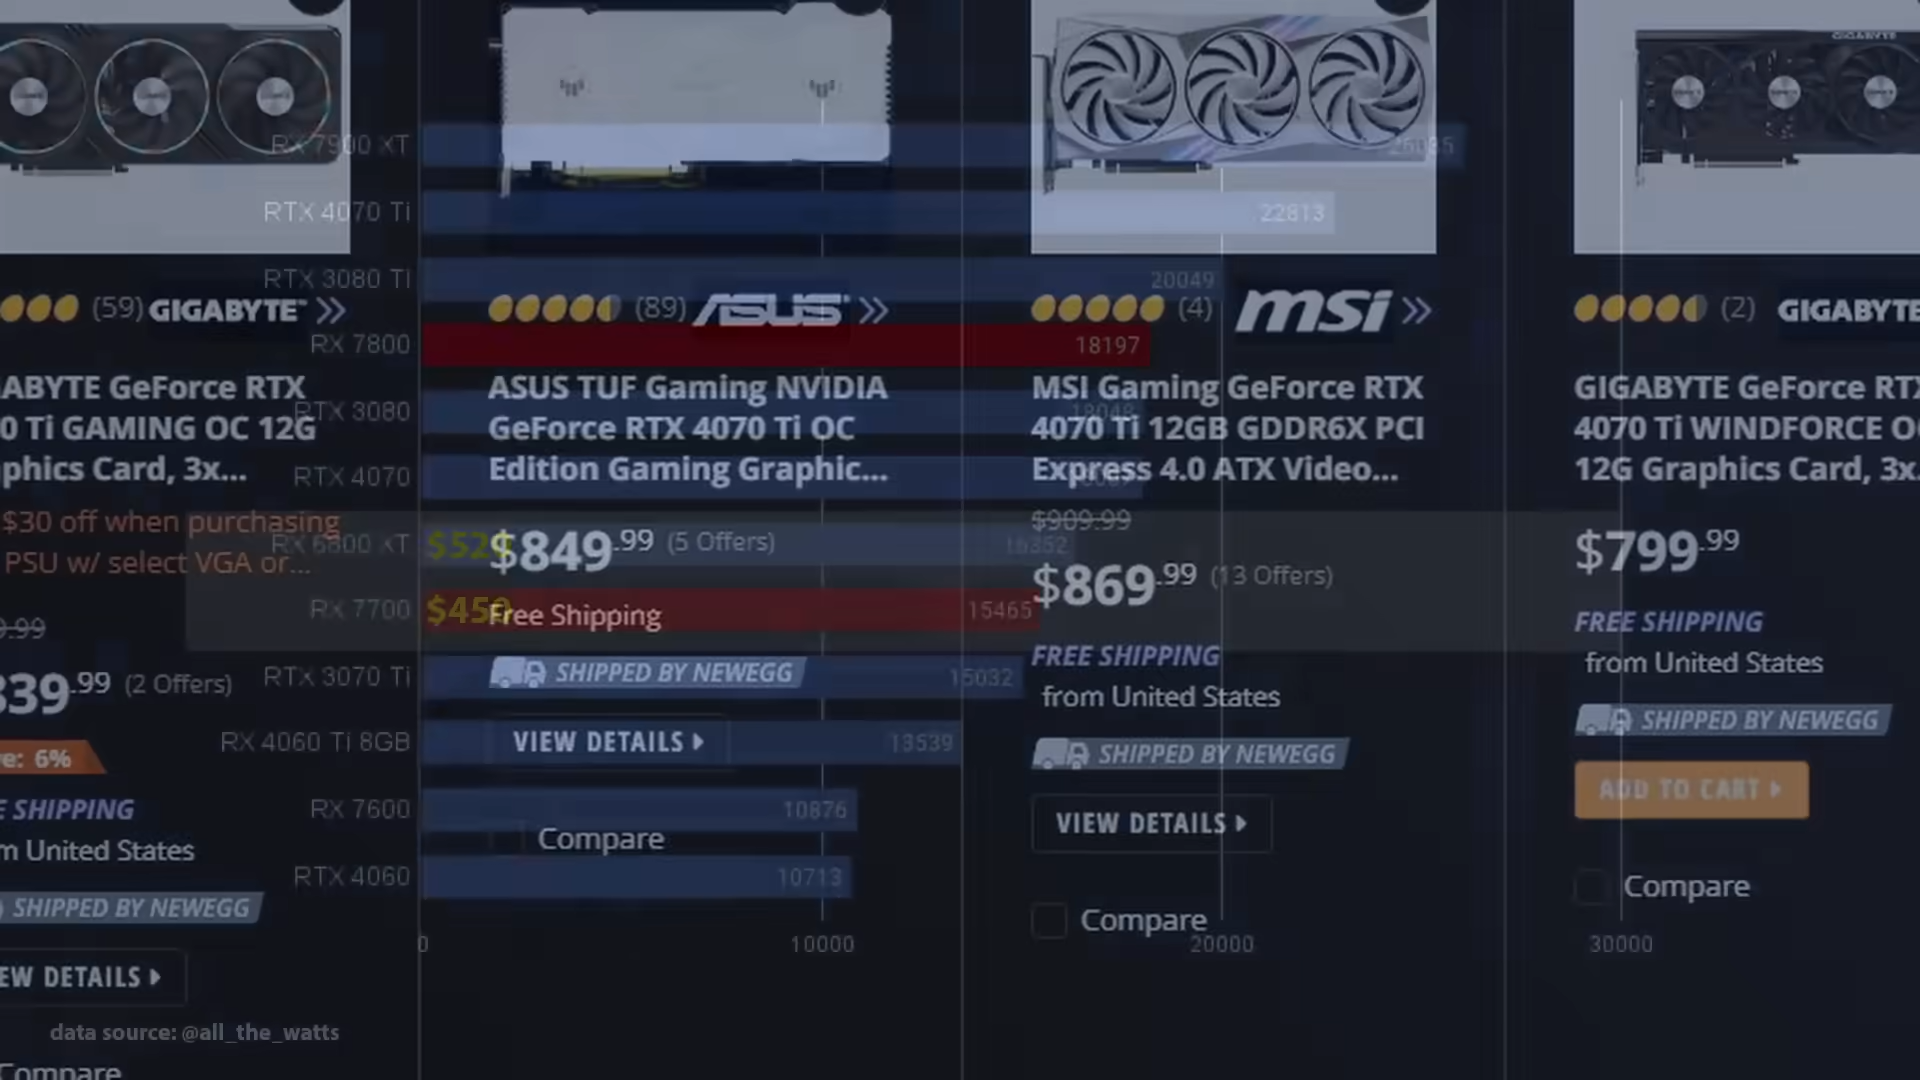 GIGABYTE
RX 7900 XT
RTX 4070 Ti 22813
RTX 3080 Ti 20049
(59) GIGABYTE
(89) ASUS
(4) msi
(2) GIGABYTE
RX 7800 18197
ABYTE GeForce RTX
0 Ti GAMING OC 12G
phics Card, 3x...
ASUS TUF Gaming NVIDIA
GeForce RTX 4070 Ti OC
Edition Gaming Graphic...
MSI Gaming GeForce RTX
4070 Ti 12GB GDDR6X PCI
Express 4.0 ATX Video...
GIGABYTE GeForce RTX
4070 Ti WINDFORCE O
12G Graphics Card, 3x.
RTX 3080 18048
RTX 4070
$30 off when purchasing
PSU w/ select VGA or...
RX 6800 XT 16352
$849.99 (5 Offers)
Free Shipping
$909.99
$869.99 (13 Offers)
$799.99
RX 7700 $450 15465
FREE SHIPPING
from United States
FREE SHIPPING
from United States
9.99
39.99 (2 Offers)
RTX 3070 Ti 15032
SHIPPED BY NEWEGG
SHIPPED BY NEWEGG
SHIPPED BY NEWEGG
RX 4060 Ti 8GB 13539
VIEW DETAILS
VIEW DETAILS
ADD TO CART
e: 6%
RX 7600 10876
E SHIPPING
m United States
SHIPPED BY NEWEGG
Compare
RTX 4060 10713
Compare
Compare
0 10000 20000 30000
EW DETAILS
data source: @all_the_watts
Compare